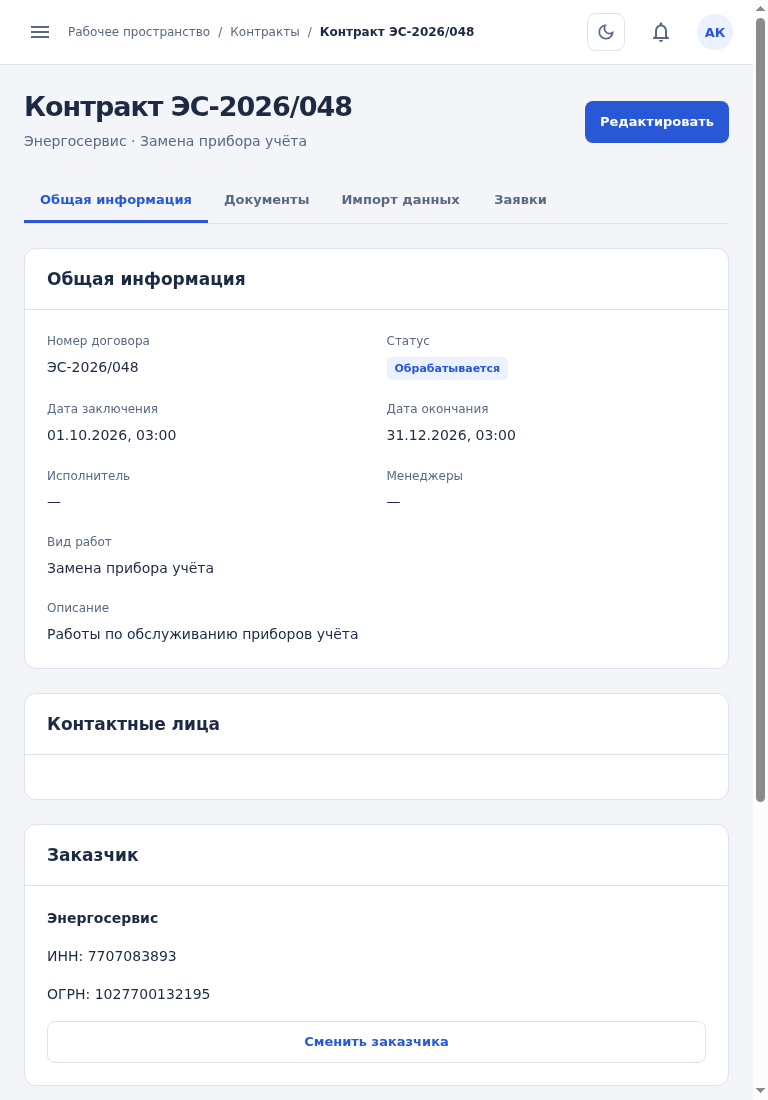 Рабочее пространство / Контракты / Контракт ЭС-2026/048
АК
Контракт ЭС-2026/048
Энергосервис · Замена прибора учёта
Редактировать
Общая информация Документы Импорт данных Заявки
Общая информация
Номер договора Статус
ЭС-2026/048 Обрабатывается
Дата заключения Дата окончания
01.10.2026, 03:00 31.12.2026, 03:00
Исполнитель Менеджеры
— —
Вид работ
Замена прибора учёта
Описание
Работы по обслуживанию приборов учёта
Контактные лица
Заказчик
Энергосервис
ИНН: 7707083893
ОГРН: 1027700132195
Сменить заказчика